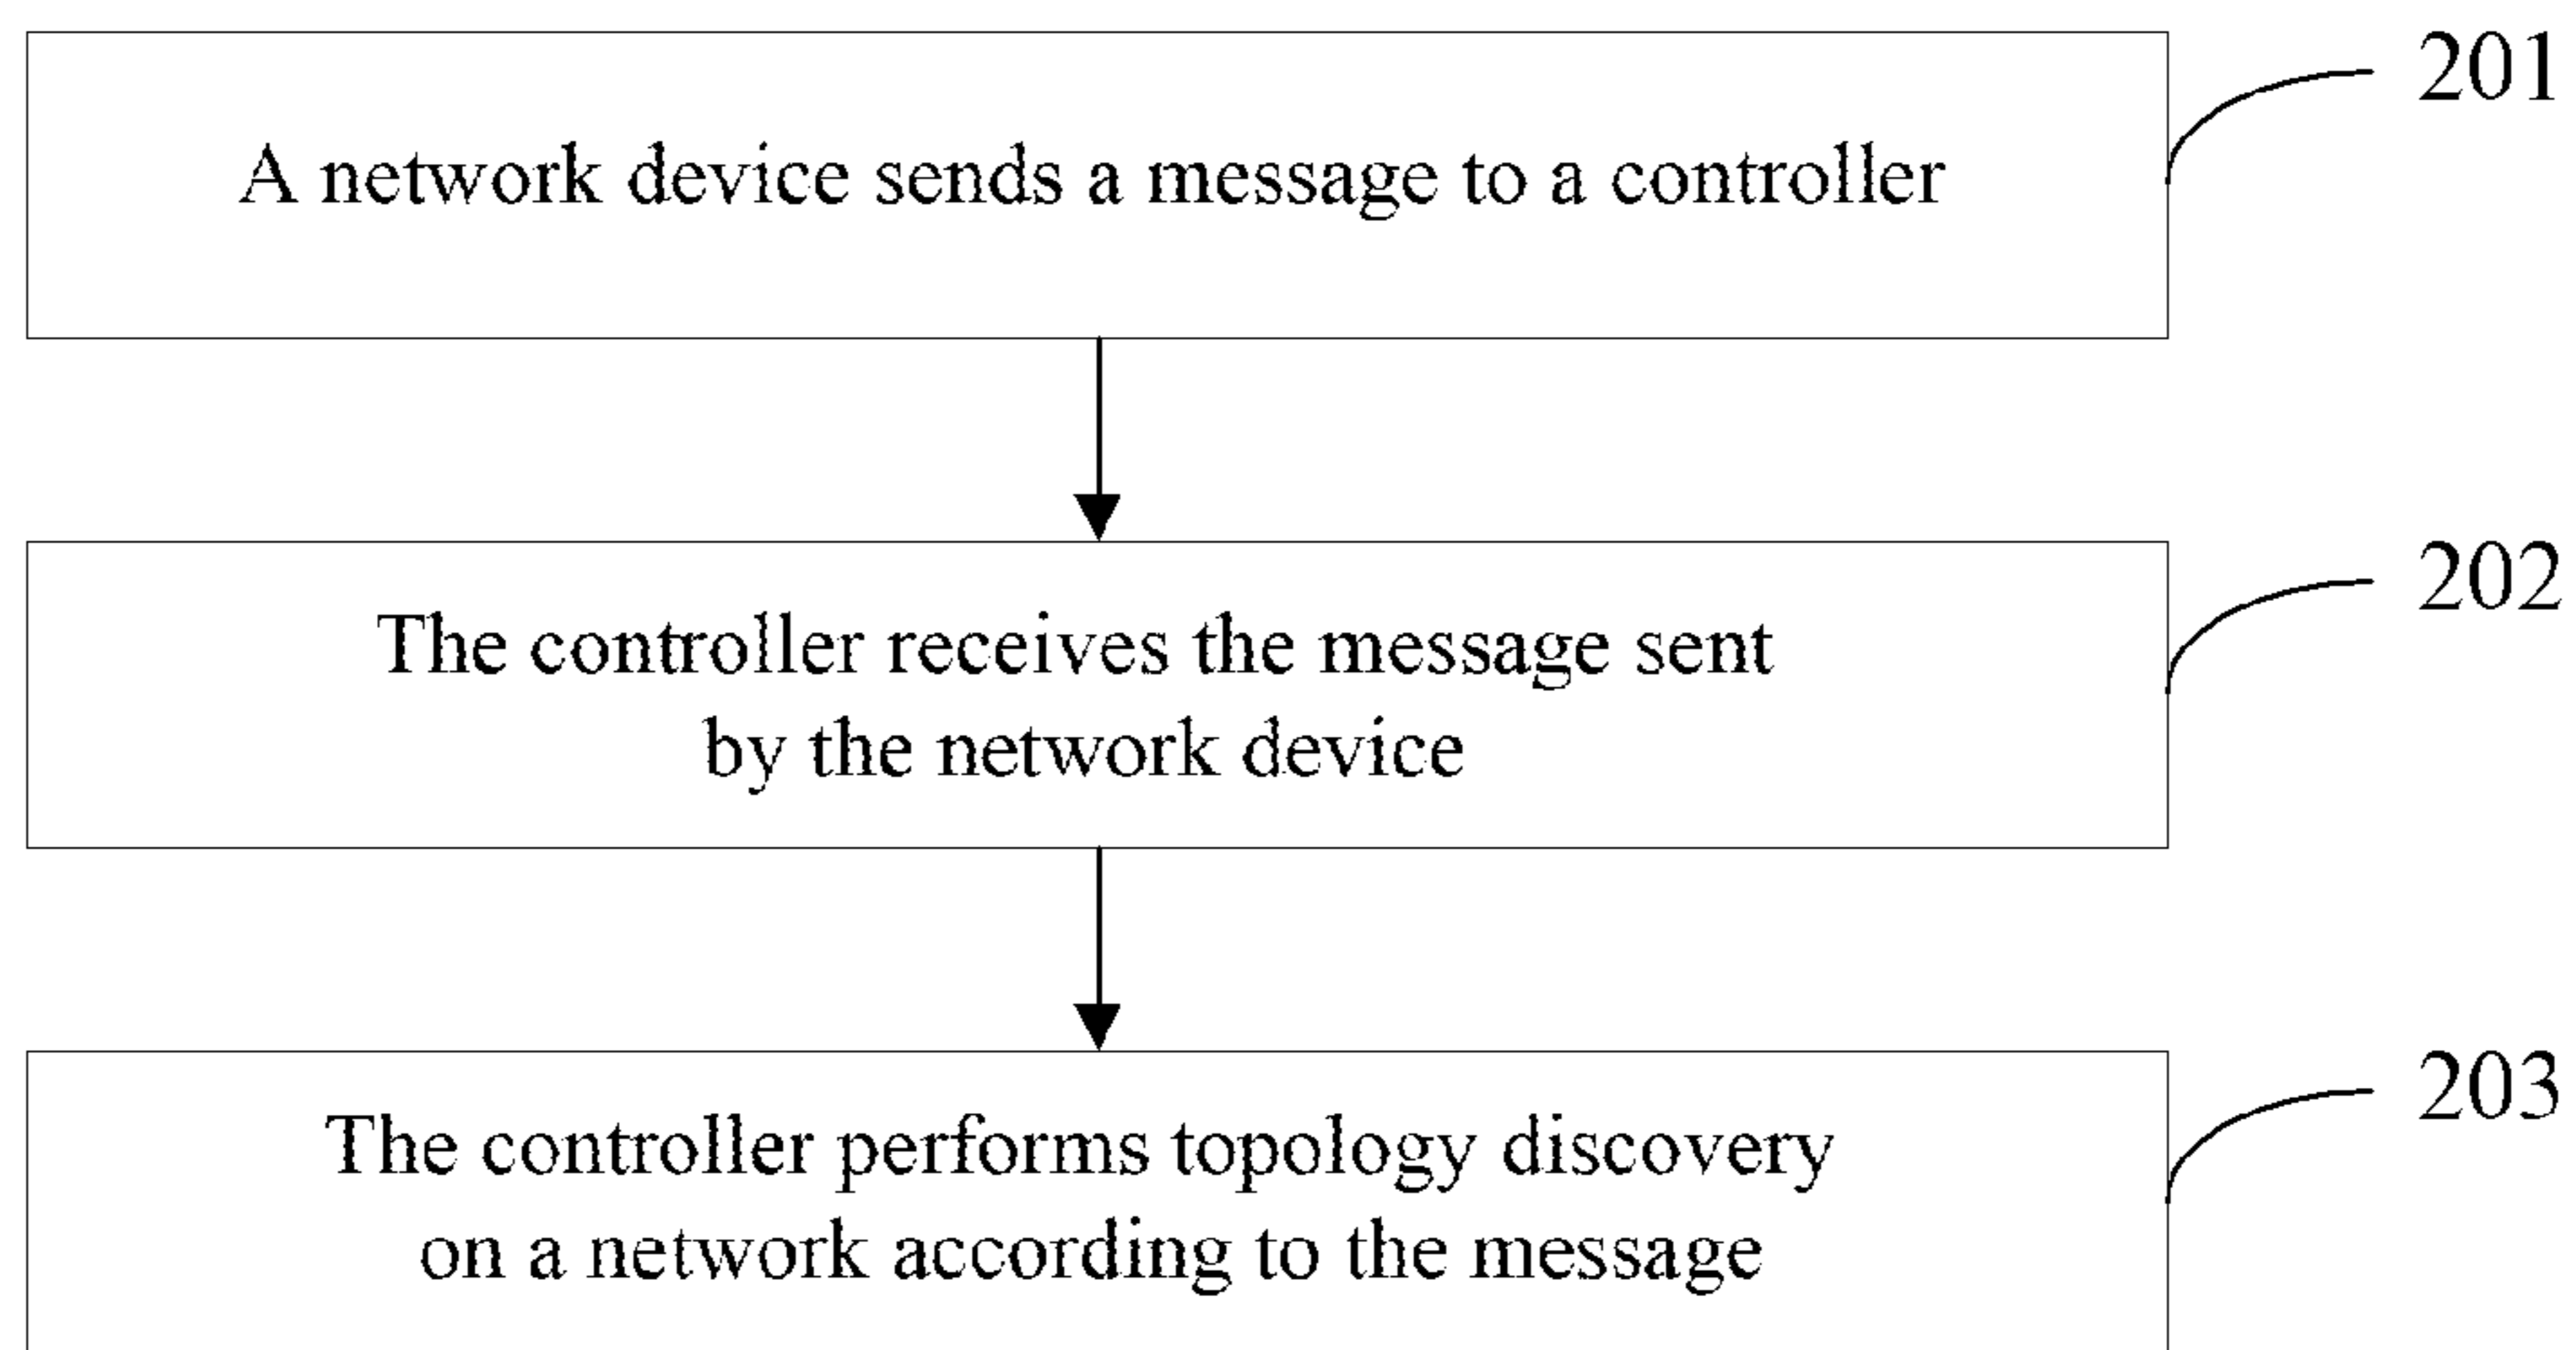 A network device sends a message to a controller
201
The controller receives the message sent
by the network device
202
The controller performs topology discovery
on a network according to the message
203